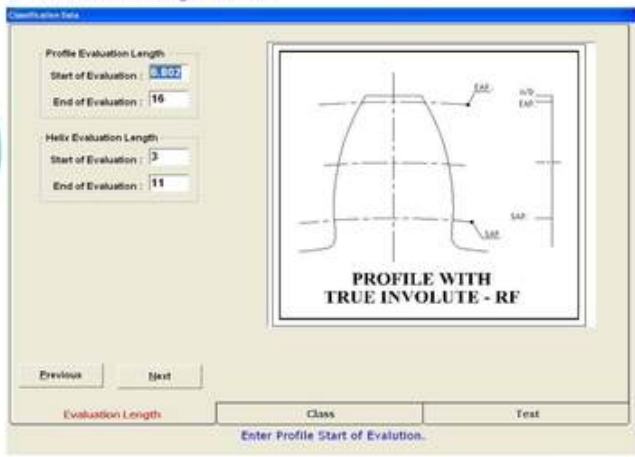 Classification Data
Profile Evaluation Length
Start of Evaluation : 6.802
End of Evaluation : 16
Helix Evaluation Length
Start of Evaluation : 3
End of Evaluation : 11
EAP.
EAP.
SAP.
SAP.
PROFILE WITH
TRUE INVOLUTE - RF
Previous
Next
Evaluation Length
Class
Text
Enter Profile Start of Evalution.